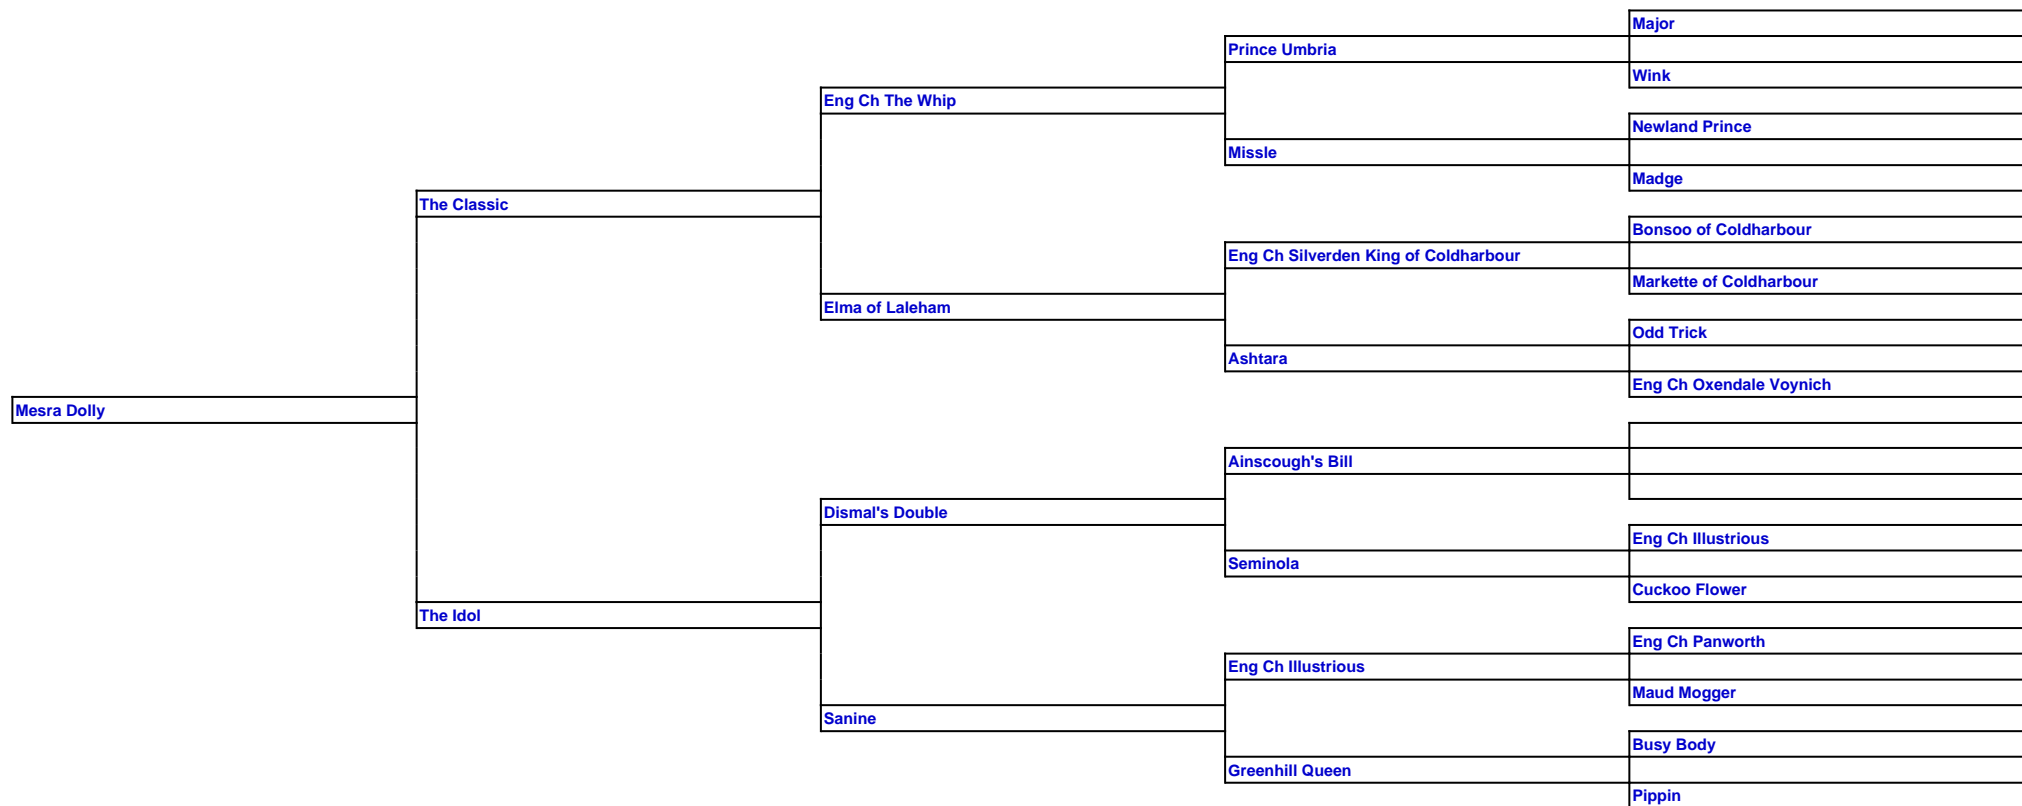 Major
Prince Umbria
Wink
Eng Ch The Whip
Newland Prince
Missle
Madge
The Classic
Bonsoo of Coldharbour
Eng Ch Silverden King of Coldharbour
Markette of Coldharbour
Elma of Laleham
Odd Trick
Ashtara
Eng Ch Oxendale Voynich
Mesra Dolly
Ainscough's Bill
Dismal's Double
Eng Ch Illustrious
Seminola
Cuckoo Flower
The Idol
Eng Ch Panworth
Eng Ch Illustrious
Maud Mogger
Sanine
Busy Body
Greenhill Queen
Pippin